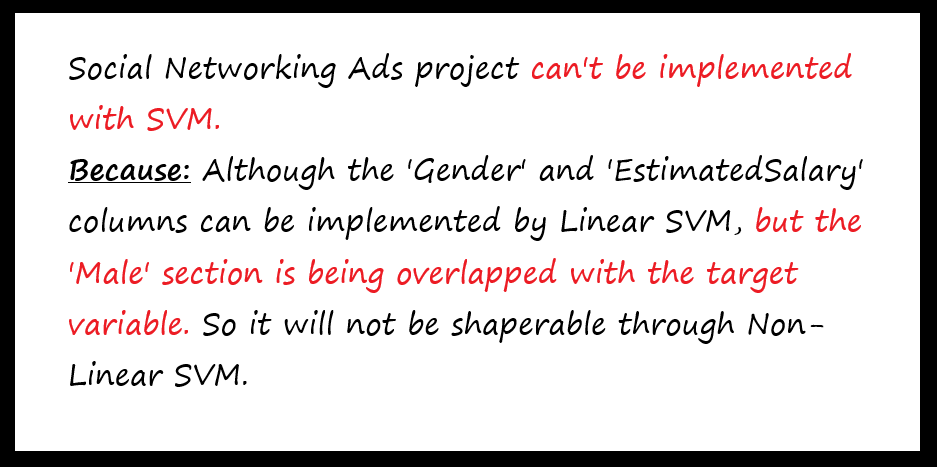 Social Networking Ads project can't be implemented
with SVM.
Because: Although the 'Gender' and 'EstimatedSalary'
columns can be implemented by Linear SVM, but the
'Male' section is being overlapped with the target
variable. So it will not be shaperable through Non-
Linear SVM.